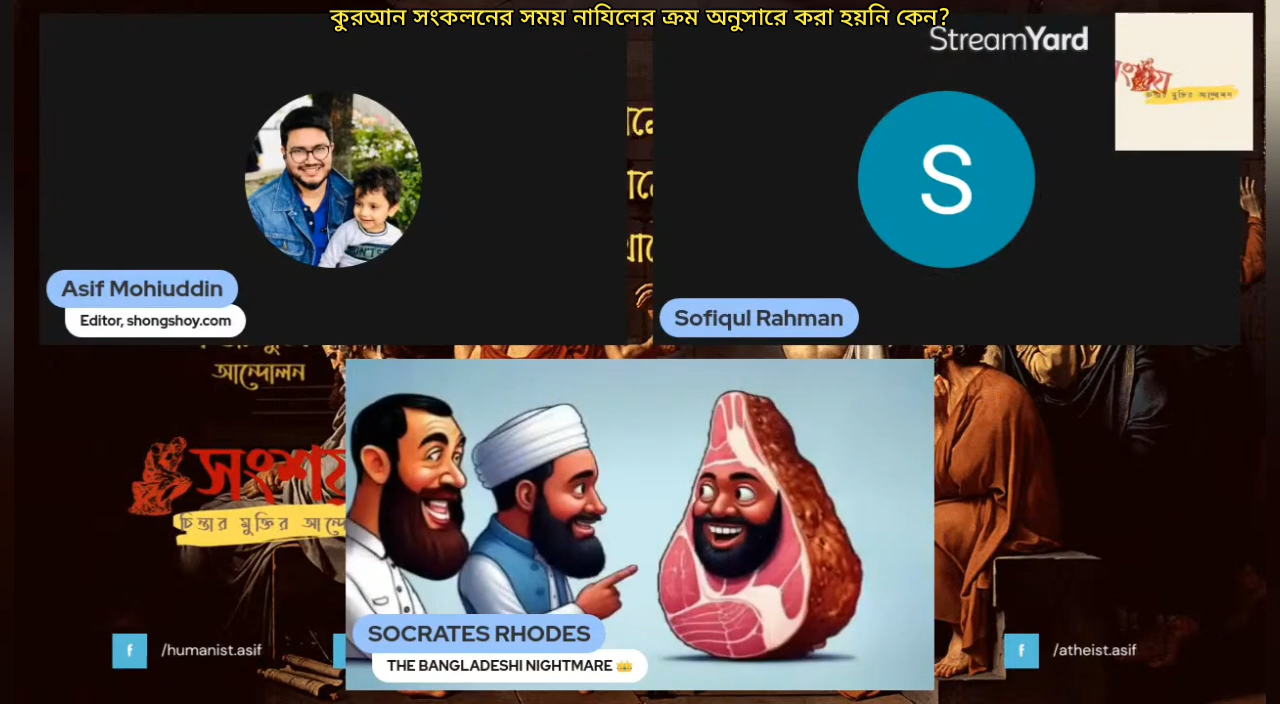 কুরআন সংকলনের সময় নাযিলের ক্রম অনুসারে করা হয়নি কেন?
StreamYard
মুক্তির আন্দোলন
S
Asif Mohiuddin
Editor, shongshoy.com
Sofiqul Rahman
আন্দোলন
সংশয়
চিন্তার মুক্তির
SOCRATES RHODES
THE BANGLADESHI NIGHTMARE 👑
f /humanist.asif
f /atheist.asif